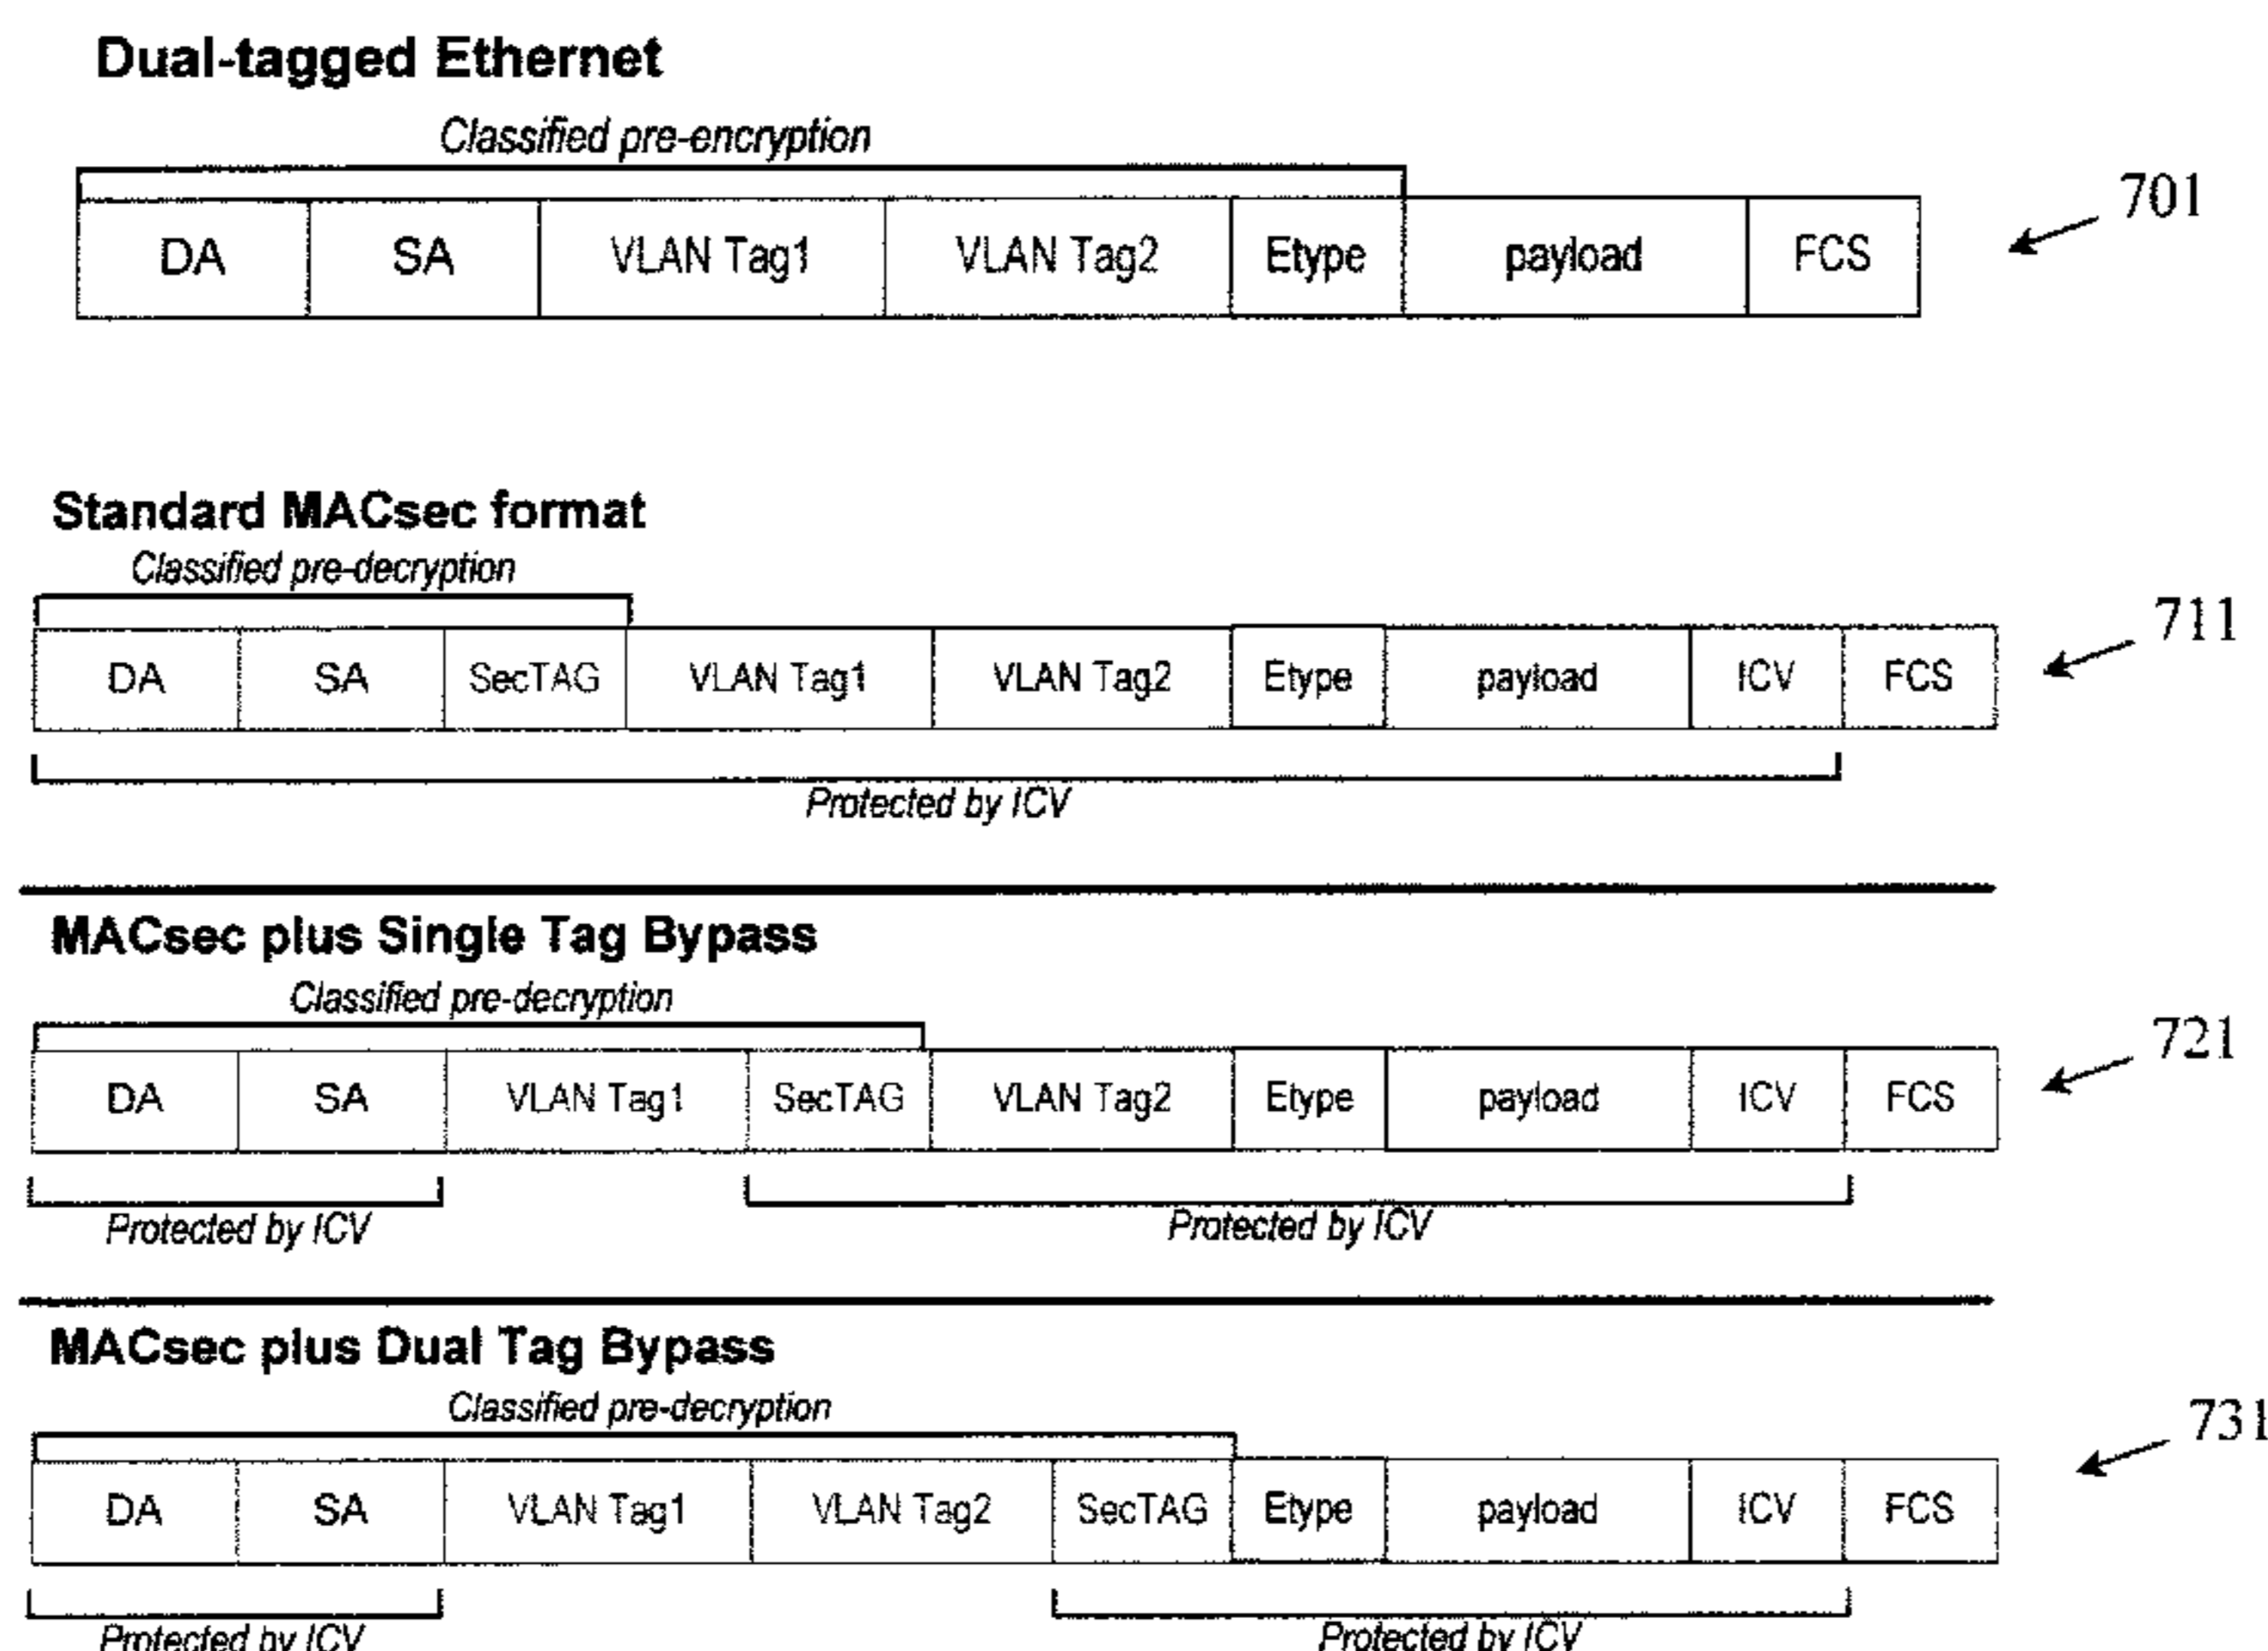 Dual-tagged Ethernet
Classified pre-encryption
DA SA VLAN Tag1 VLAN Tag2 Etype payload FCS
701
Standard MACsec format
Classified pre-decryption
DA SA SecTAG VLAN Tag1 VLAN Tag2 Etype payload ICV FCS
711
Protected by ICV
MACsec plus Single Tag Bypass
Classified pre-decryption
DA SA VLAN Tag1 SecTAG VLAN Tag2 Etype payload ICV FCS
721
Protected by ICV Protected by ICV
MACsec plus Dual Tag Bypass
Classified pre-decryption
DA SA VLAN Tag1 VLAN Tag2 SecTAG Etype payload ICV FCS
731
Protected by ICV Protected by ICV